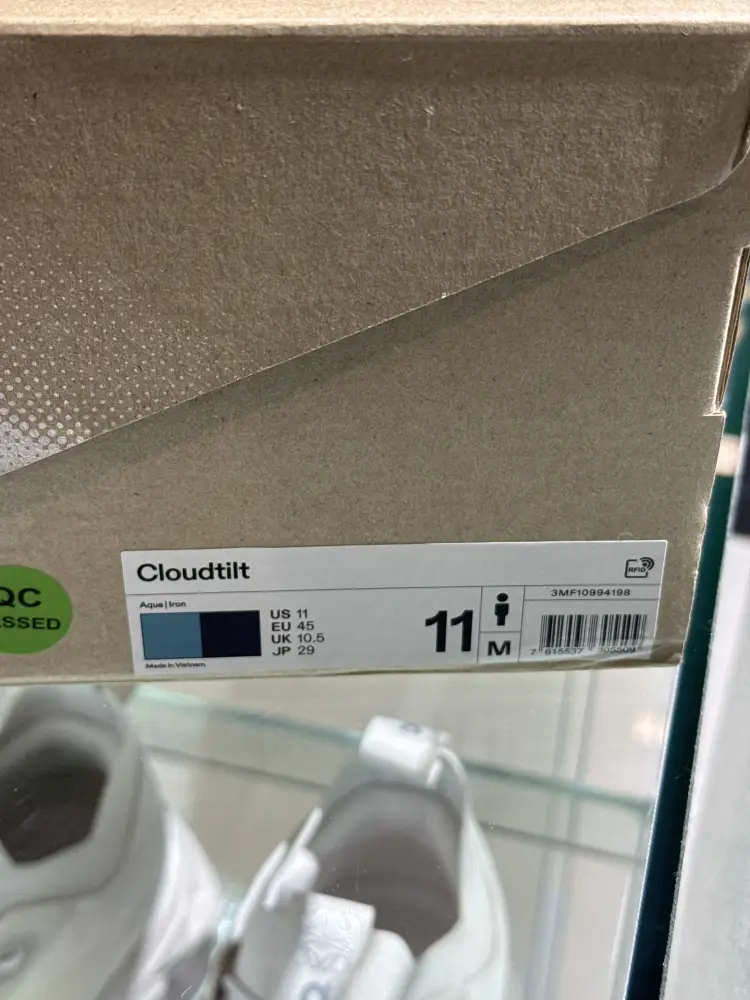 Cloudtilt
RFID
Aqua | Iron
US 11
EU 45
UK 10.5
JP 29
11
M
3MF10994198
Made in Vietnam.
QC